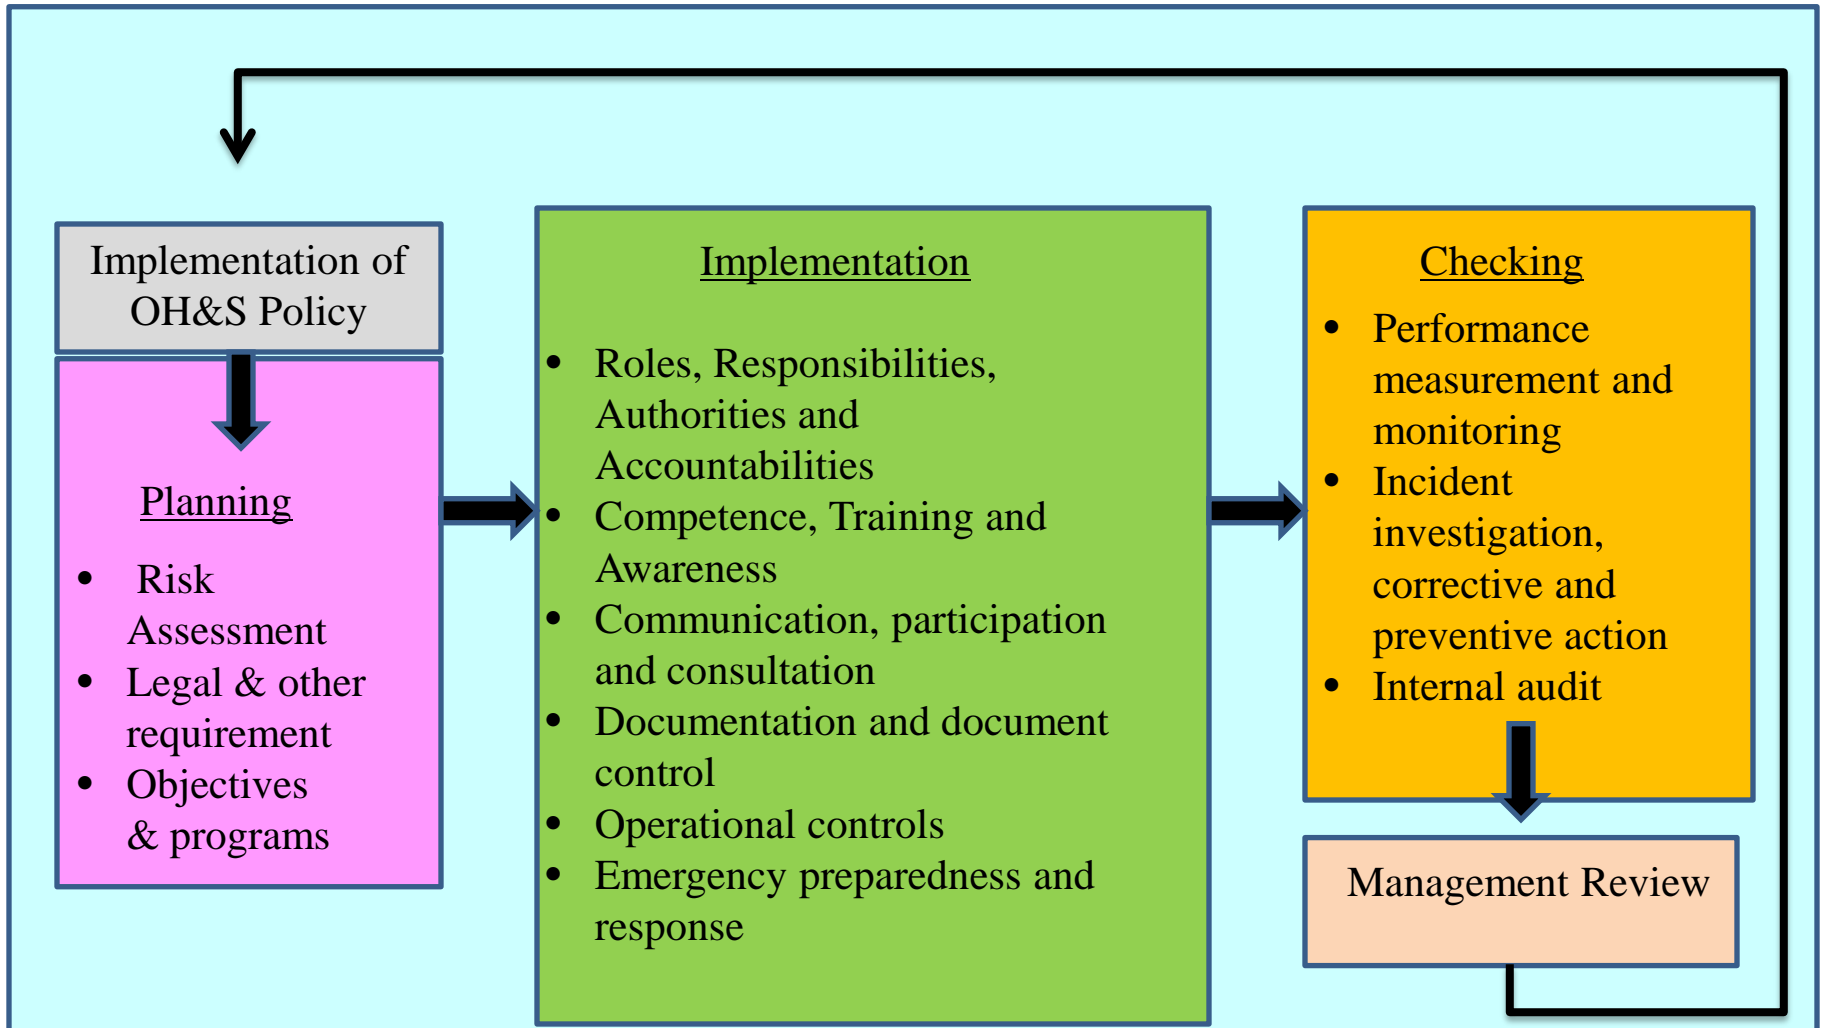 Implementation of
OH&S Policy
Planning
• Risk
Assessment
• Legal & other
requirement
• Objectives
& programs
Implementation
• Roles, Responsibilities,
Authorities and
Accountabilities
• Competence, Training and
Awareness
• Communication, participation
and consultation
• Documentation and document
control
• Operational controls
• Emergency preparedness and
response
Checking
• Performance
measurement and
monitoring
• Incident
investigation,
corrective and
preventive action
• Internal audit
Management Review